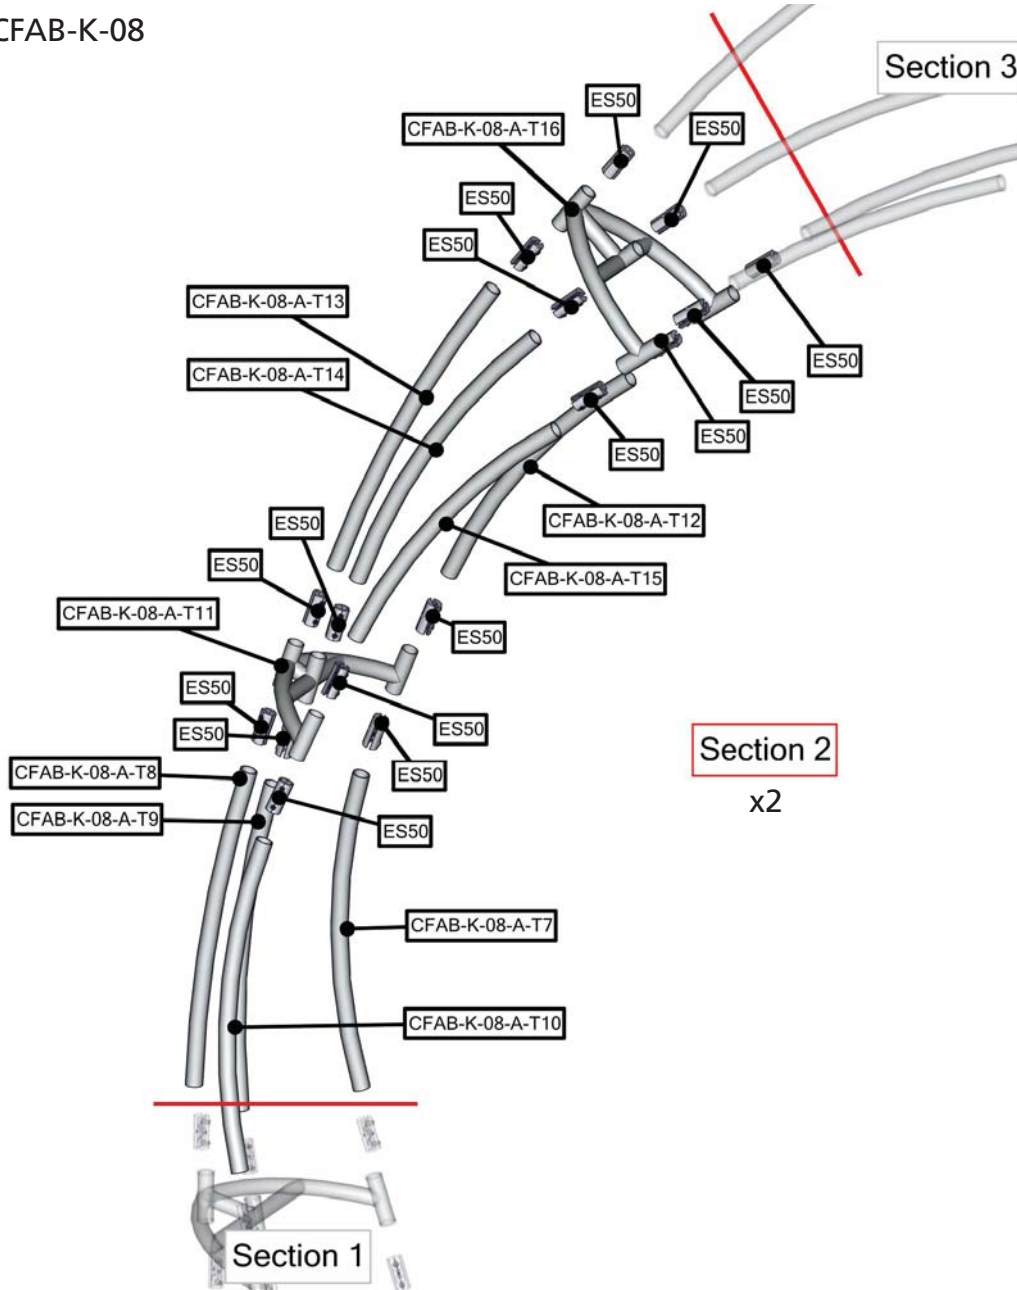 CFAB-K-08
Section 3
ES50
CFAB-K-08-A-T16
ES50
ES50
ES50
CFAB-K-08-A-T13
CFAB-K-08-A-T14
ES50
ES50
ES50
ES50
CFAB-K-08-A-T12
ES50
ES50
CFAB-K-08-A-T15
CFAB-K-08-A-T11
ES50
ES50
ES50
ES50
Section 2
CFAB-K-08-A-T8
ES50
x2
CFAB-K-08-A-T9
ES50
CFAB-K-08-A-T7
CFAB-K-08-A-T10
Section 1